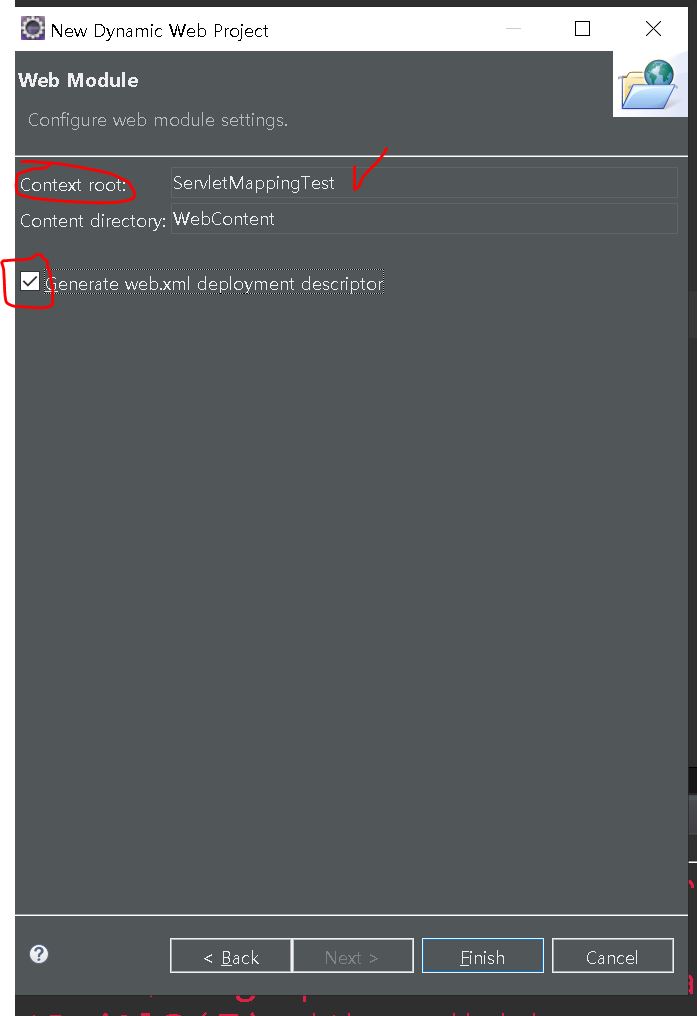 New Dynamic Web Project
Web Module
Configure web module settings.
Context root: ServletMappingTest
Content directory: WebContent
Generate web.xml deployment descriptor
< Back Next > Finish Cancel